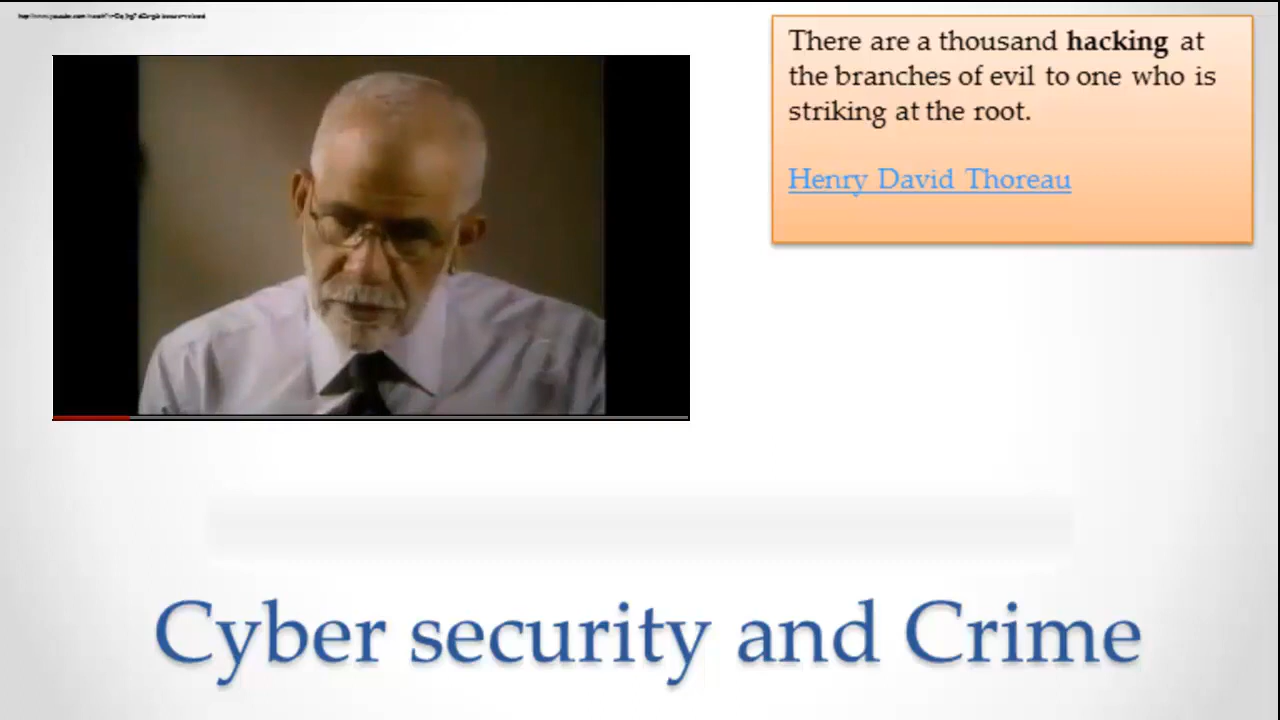 There are a thousand hacking at
the branches of evil to one who is
striking at the root.
Henry David Thoreau
Cyber security and Crime